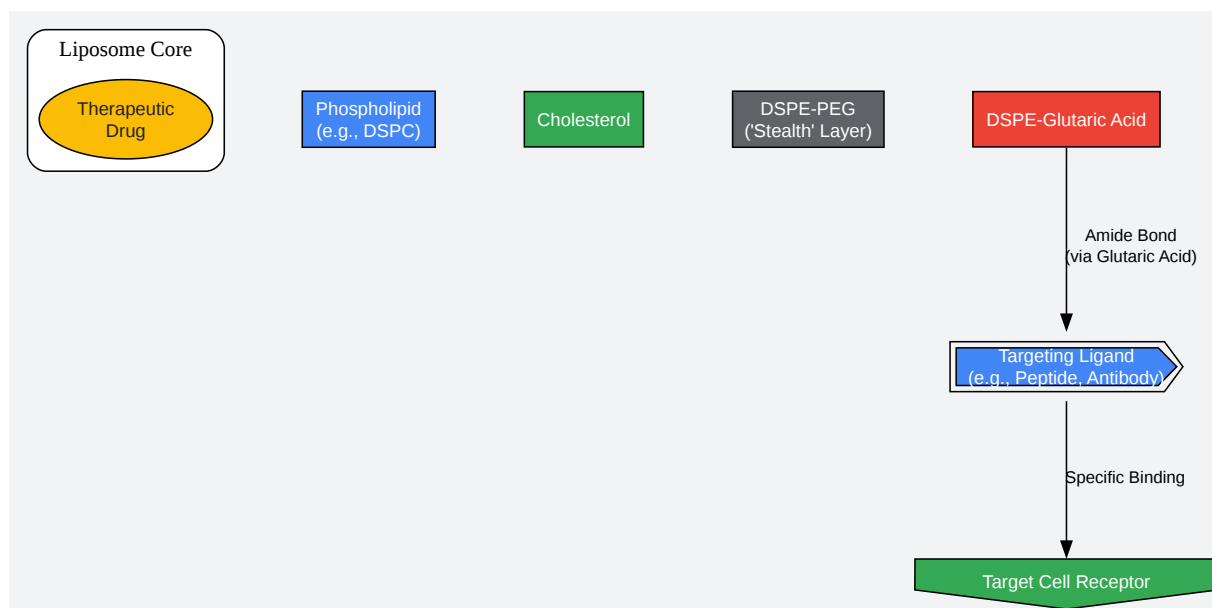 Liposome Core
Therapeutic
Drug
Phospholipid
(e.g., DSPC)
Cholesterol
DSPE-PEG
('Stealth' Layer)
DSPE-Glutaric Acid
Amide Bond
(via Glutaric Acid)
Targeting Ligand
(e.g., Peptide, Antibody)
Specific Binding
Target Cell Receptor